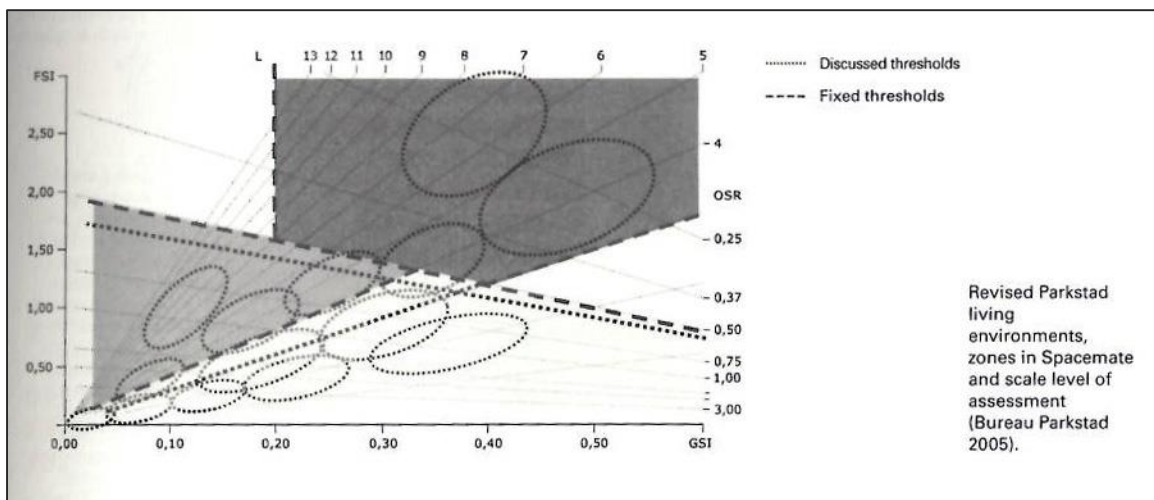 L 13 12 11 10 9 8 7 6 5
FSI
2,50
2,00
1,50
1,00
0,50
0,00 0,10 0,20 0,30 0,40 0,50 GSI
4
OSR
0,25
0,37
0,50
0,75
1,00
3,00
Discussed thresholds
Fixed thresholds
Revised Parkstad
living
environments,
zones in Spacemate
and scale level of
assessment
(Bureau Parkstad
2005).